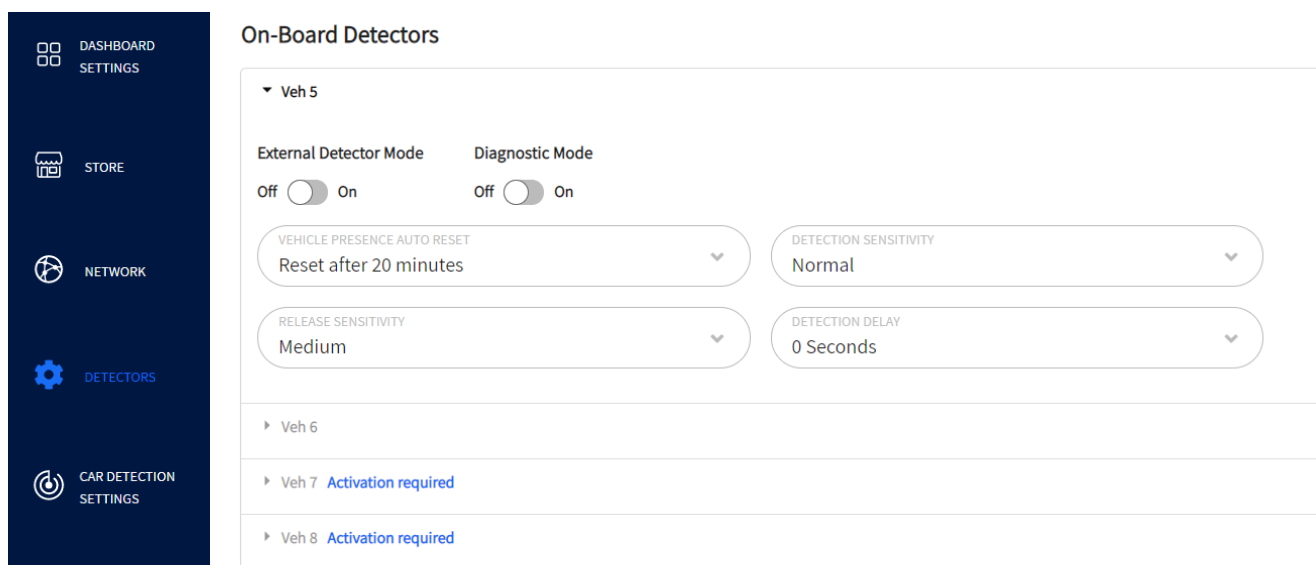 DASHBOARD
SETTINGS
STORE
NETWORK
DETECTORS
CAR DETECTION
SETTINGS
On-Board Detectors
Veh 5
External Detector Mode Diagnostic Mode
Off On Off On
VEHICLE PRESENCE AUTO RESET DETECTION SENSITIVITY
Reset after 20 minutes Normal
RELEASE SENSITIVITY DETECTION DELAY
Medium 0 Seconds
Veh 6
Veh 7 Activation required
Veh 8 Activation required